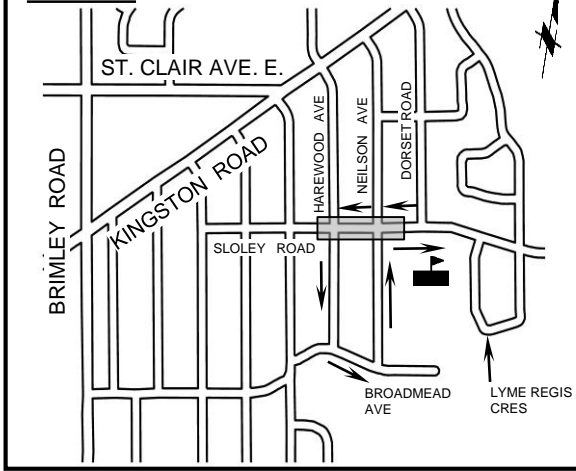 ST. CLAIR AVE. E.
HAREWOOD AVE
NEILSON AVE
DORSET ROAD
BRIMLEY ROAD
KINGSTON ROAD
SLOLEY ROAD
BROADMEAD
AVE
LYME REGIS
CRES